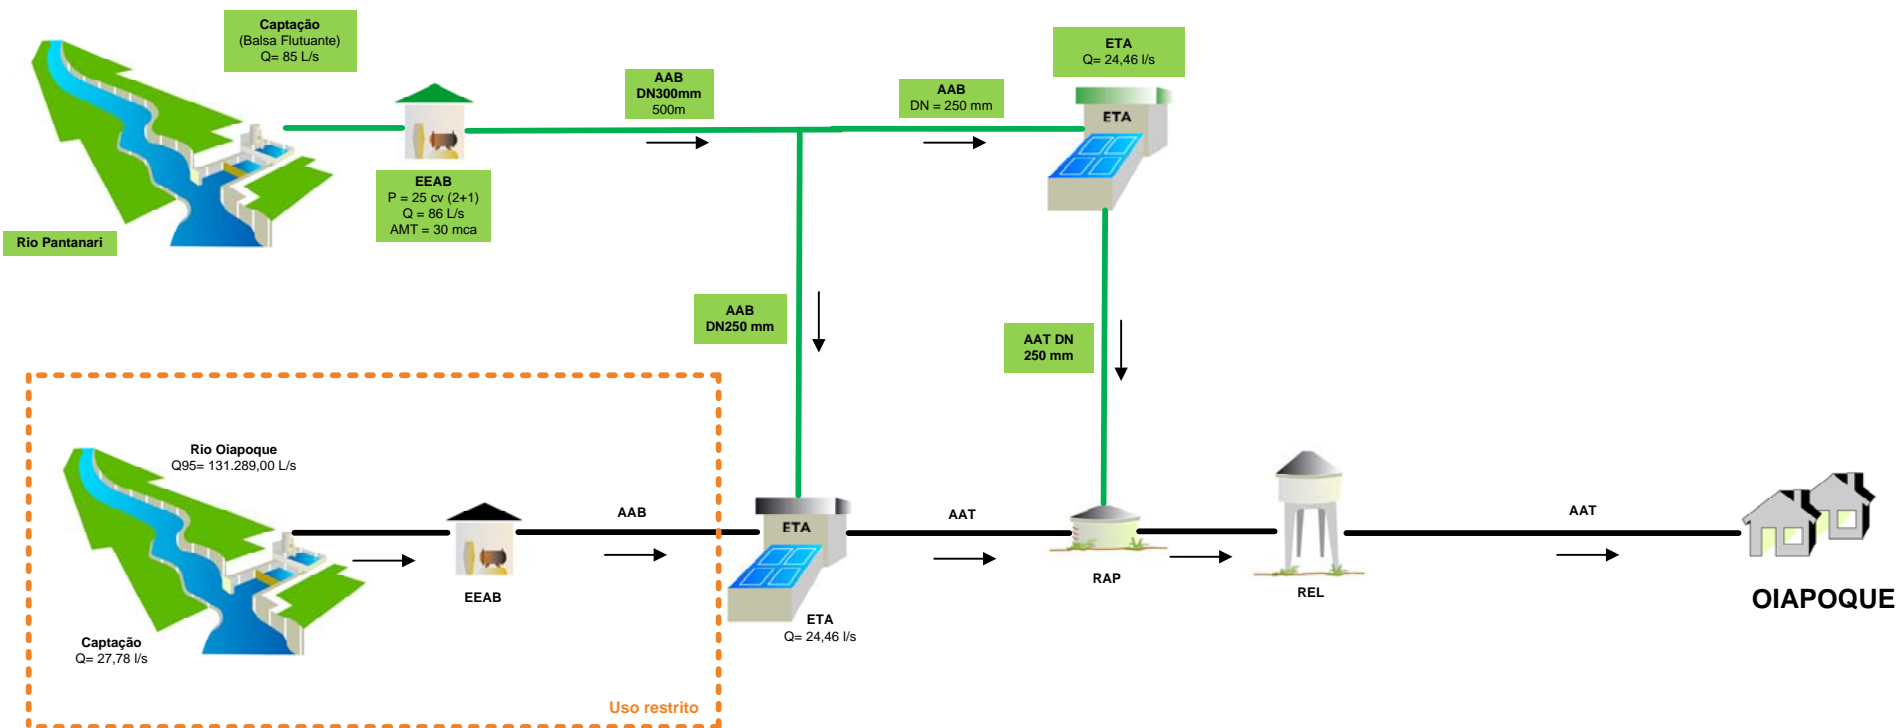 Captação
(Balsa Flutuante)
Q= 85 L/s
ETA
Q= 24,46 l/s
AAB
DN300mm
500m
AAB
DN = 250 mm
ETA
EEAB
P = 25 cv (2+1)
Q = 86 L/s
AMT = 30 mca
Rio Pantanari
AAB
DN250 mm
AAT DN
250 mm
Rio Oiapoque
Q95= 131.289,00 L/s
AAB
ETA
AAT
AAT
EEAB
RAP
REL
OIAPOQUE
ETA
Q= 24,46 l/s
Captação
Q= 27,78 l/s
Uso restrito